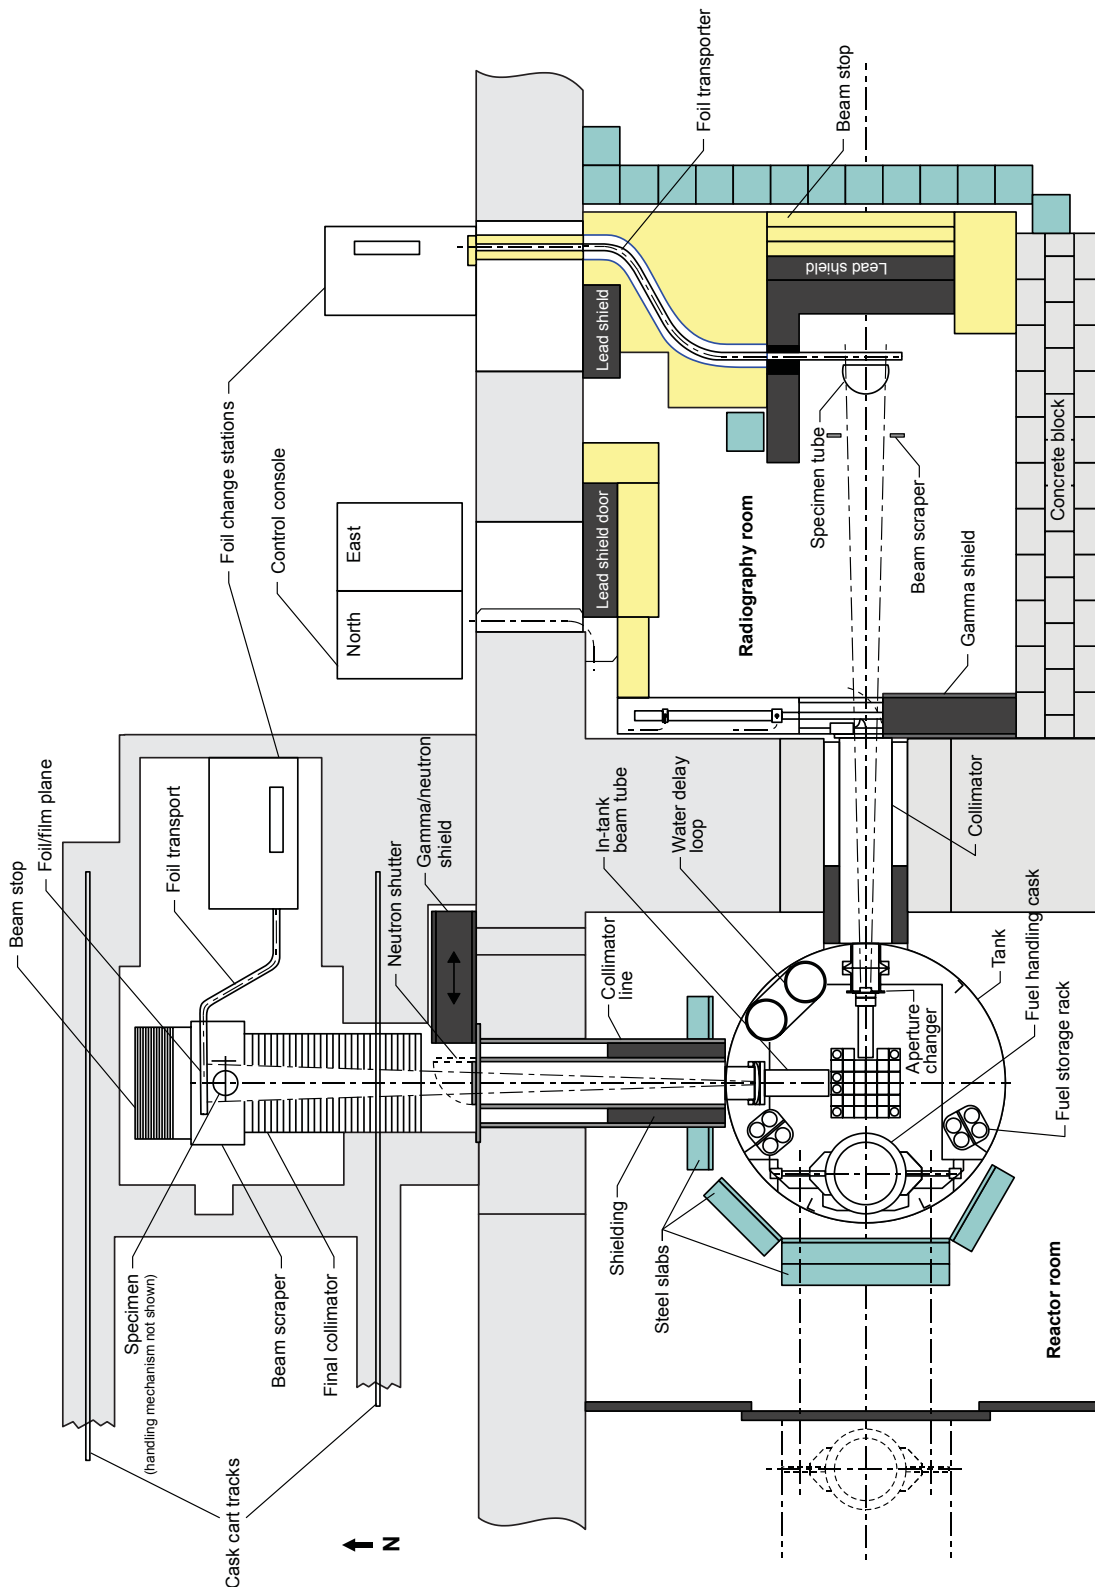 Foil transporter
Beam stop
Foil change stations
Control console
North
East
Lead shield
Lead shield
Lead shield door
Specimen tube
Beam scraper
Radiography room
Gamma shield
Concrete block
Beam stop
Foil/film plane
Foil transport
Gamma/neutron
shield
Neutron shutter
In-tank
beam tube
Water delay
loop
Collimator
Collimator
line
Fuel handling cask
Tank
Aperture
changer
Fuel storage rack
Shielding
Steel slabs
Specimen
(handling mechanism not shown)
Beam scraper
Final collimator
Cask cart tracks
Reactor room
N